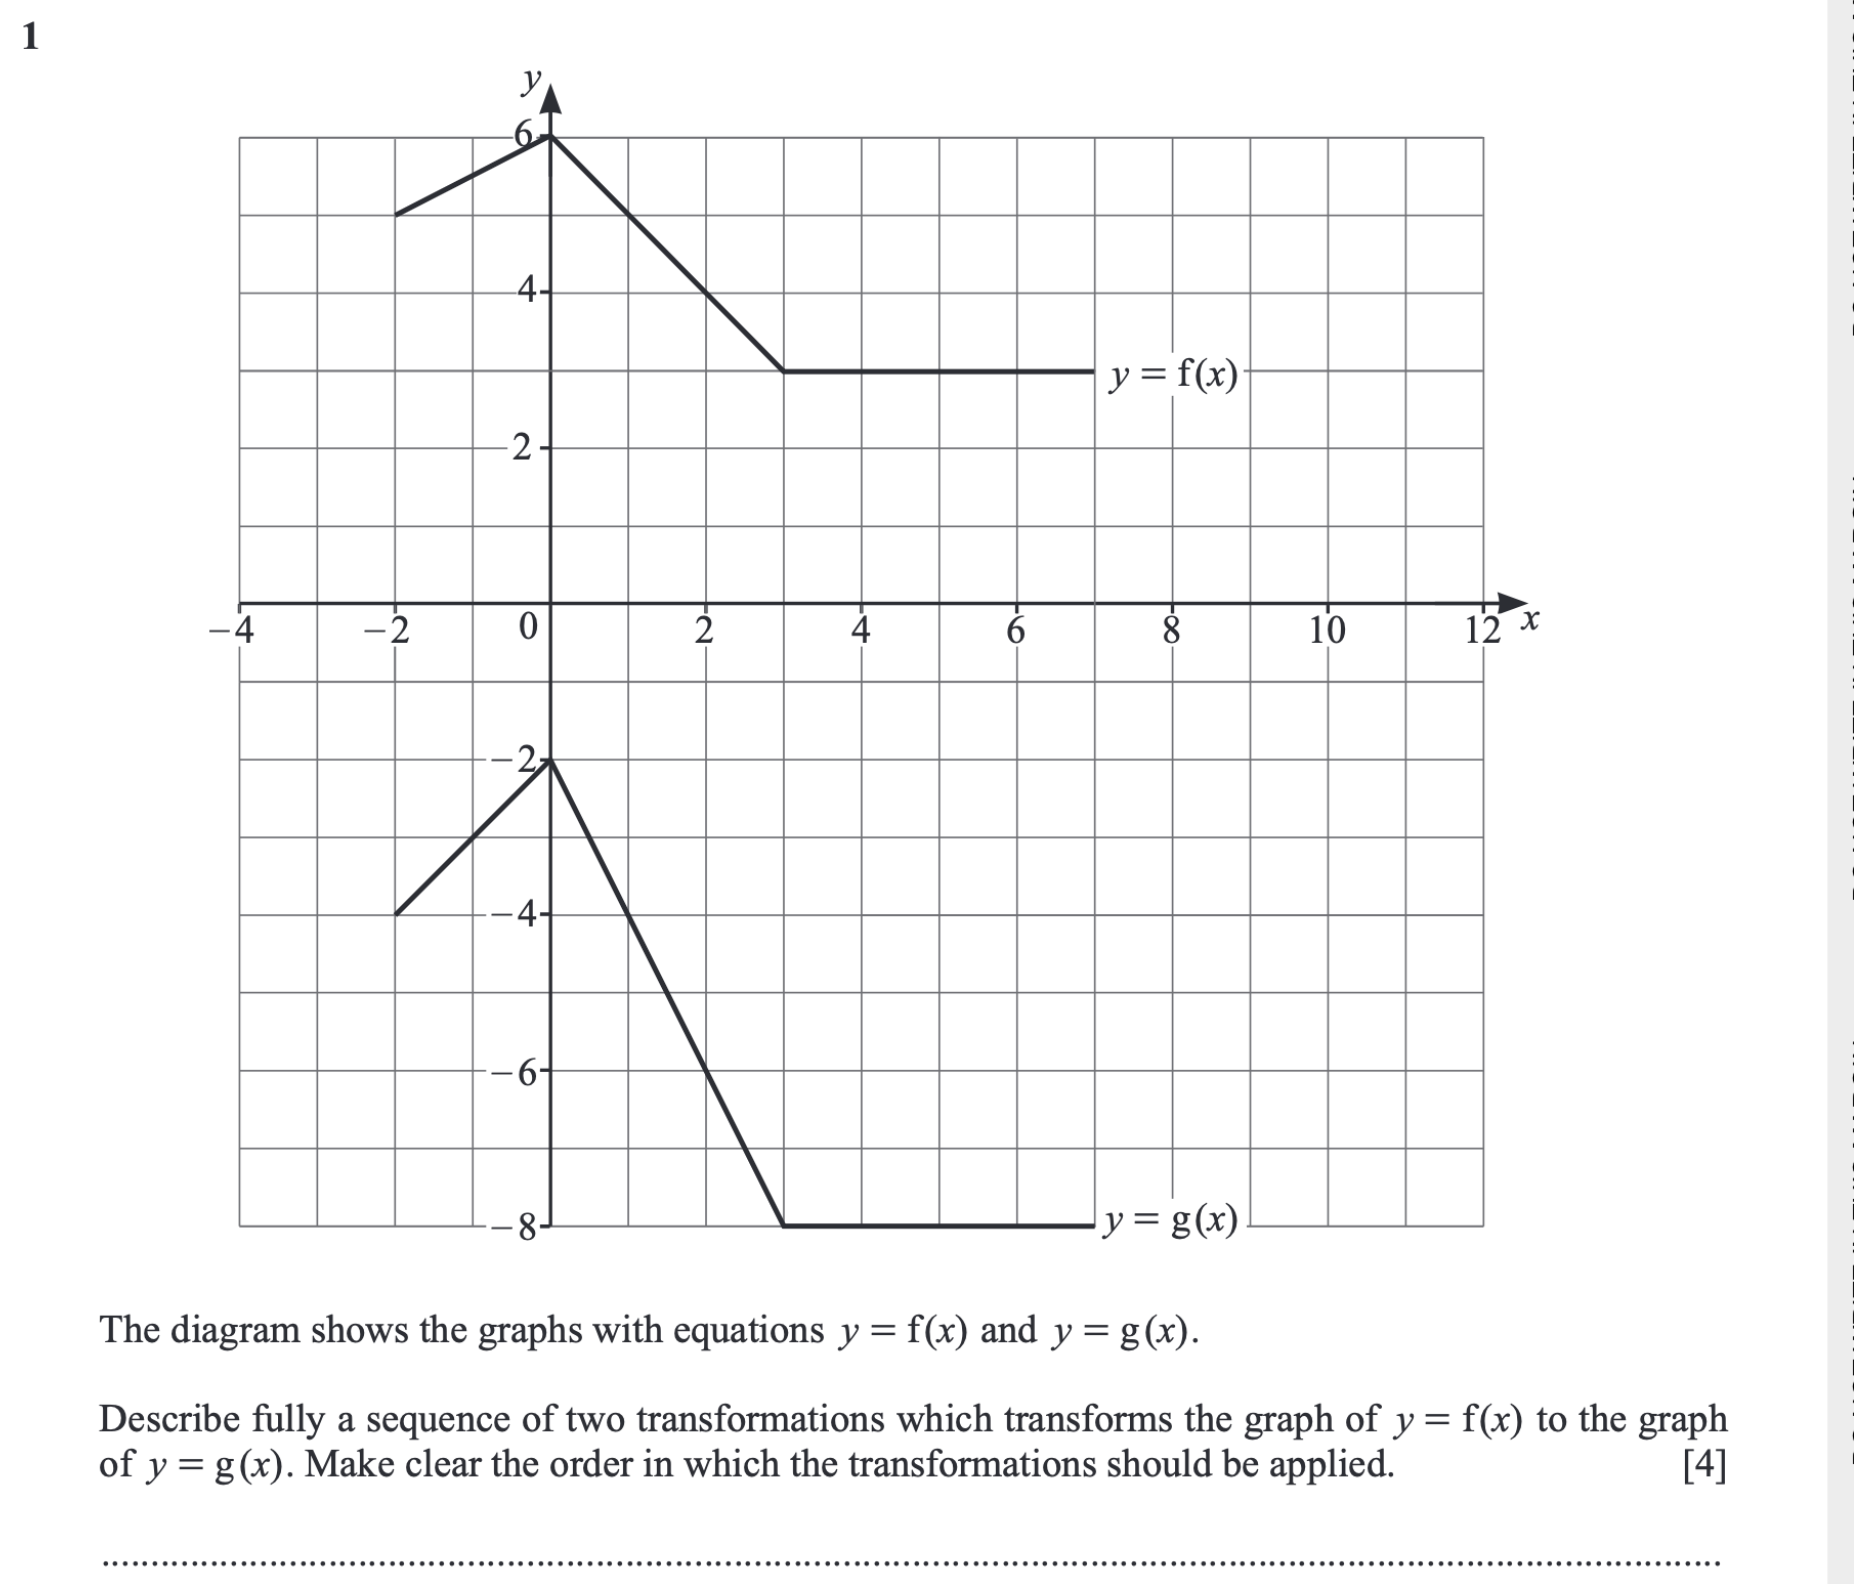 1
y
6
4
y = f(x)
2
−4 −2 0 2 4 6 8 10 12 x
−2
−4
−6
−8 y = g(x)
The diagram shows the graphs with equations y = f(x) and y = g(x).
Describe fully a sequence of two transformations which transforms the graph of y = f(x) to the graph
of y = g(x). Make clear the order in which the transformations should be applied. [4]